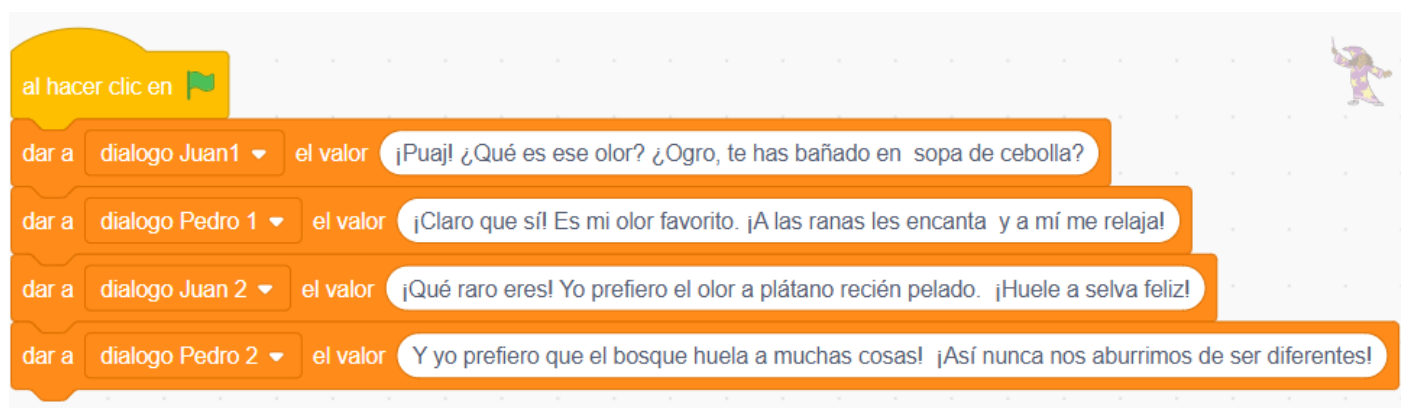 al hacer clic en
dar a dialogo Juan1 el valor ¡Puaj! ¿Qué es ese olor? ¿Ogro, te has bañado en sopa de cebolla?
dar a dialogo Pedro 1 el valor ¡Claro que sí! Es mi olor favorito. ¡A las ranas les encanta y a mí me relaja!
dar a dialogo Juan 2 el valor ¡Qué raro eres! Yo prefiero el olor a plátano recién pelado. ¡Huele a selva feliz!
dar a dialogo Pedro 2 el valor Y yo prefiero que el bosque huela a muchas cosas! ¡Así nunca nos aburrimos de ser diferentes!